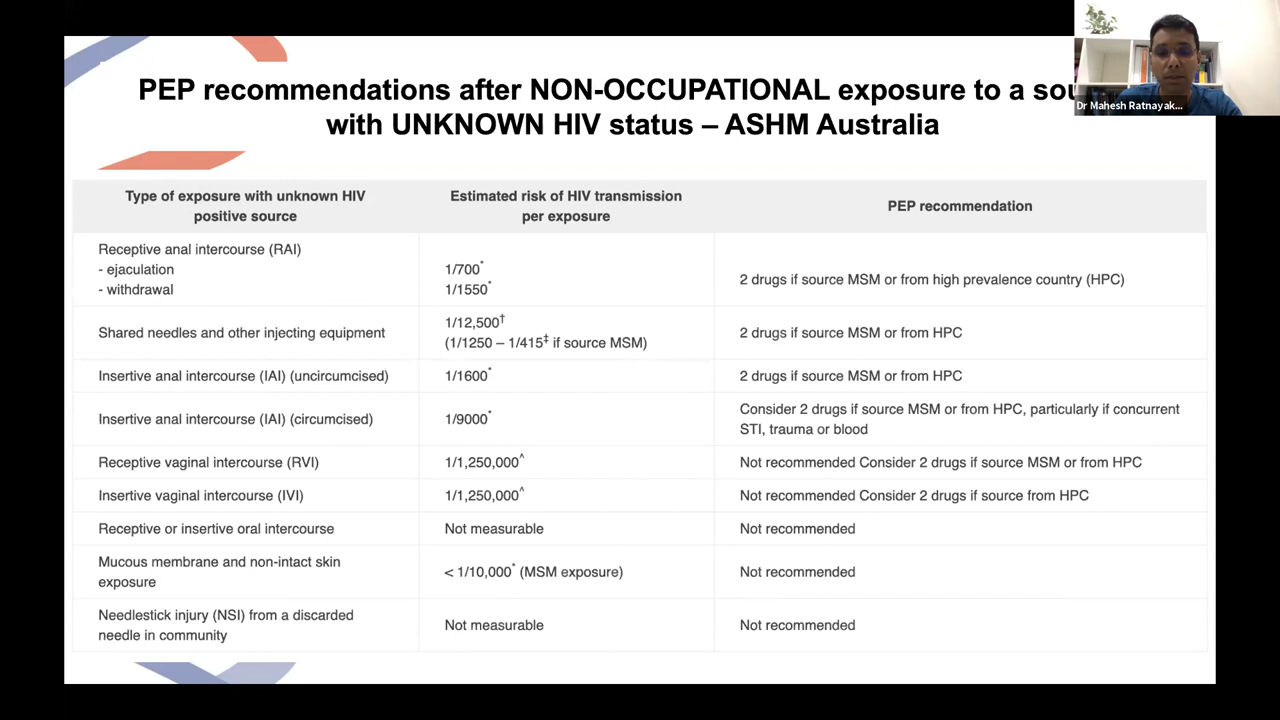 PEP recommendations after NON-OCCUPATIONAL exposure to a
with UNKNOWN HIV status – ASHM Australia
Dr Mahesh Ratnayak...
Type of exposure with unknown HIV
positive source
Estimated risk of HIV transmission
per exposure
PEP recommendation
Receptive anal intercourse (RAI)
- ejaculation
- withdrawal
1/700*
1/1550*
2 drugs if source MSM or from high prevalence country (HPC)
Shared needles and other injecting equipment
1/12,500†
(1/1250 – 1/415‡ if source MSM)
2 drugs if source MSM or from HPC
Insertive anal intercourse (IAI) (uncircumcised)
1/1600*
2 drugs if source MSM or from HPC
Insertive anal intercourse (IAI) (circumcised)
1/9000*
Consider 2 drugs if source MSM or from HPC, particularly if concurrent
STI, trauma or blood
Receptive vaginal intercourse (RVI)
1/1,250,000^
Not recommended Consider 2 drugs if source MSM or from HPC
Insertive vaginal intercourse (IVI)
1/1,250,000^
Not recommended Consider 2 drugs if source from HPC
Receptive or insertive oral intercourse
Not measurable
Not recommended
Mucous membrane and non-intact skin
exposure
< 1/10,000* (MSM exposure)
Not recommended
Needlestick injury (NSI) from a discarded
needle in community
Not measurable
Not recommended